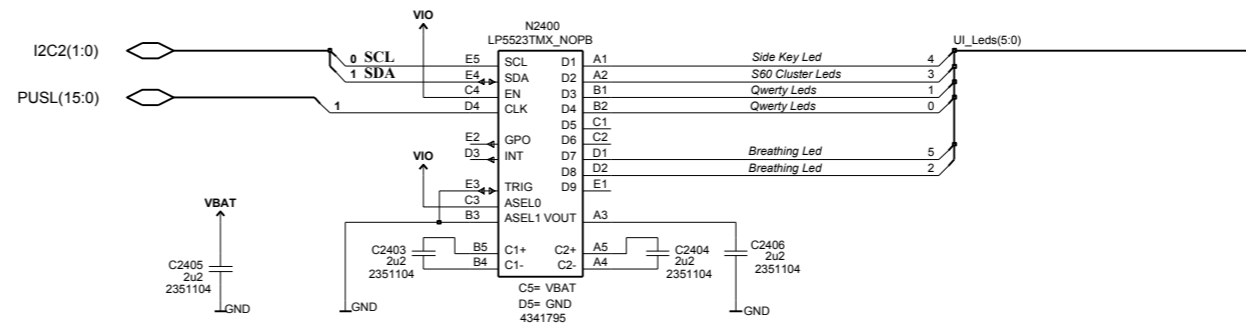 VIO
N2400
LP5523TMX_NOPB
UI_Leds(5:0)
I2C2(1:0)
0 SCL E5 SCL D1 A1 Side Key Led 4
1 SDA E4 SDA D2 A2 S60 Cluster Leds 3
C4 EN D3 B1 Qwerty Leds 1
PUSL(15:0) 1 D4 CLK D4 B2 Qwerty Leds 0
D5 C1
E2 GPO D6 C2
D3 INT D7 D1 Breathing Led 5
VIO
D8 D2 Breathing Led 2
E3 TRIG D9 E1
C3 ASEL0
VBAT
B3 ASEL1 VOUT A3
C2403 B5 C1+ C2+ A5 C2404 C2406
2u2 B4 C1- C2- A4 2u2 2u2
2351104 2351104 2351104
C2405
2u2
2351104
C5= VBAT
GND GND D5= GND GND
4341795